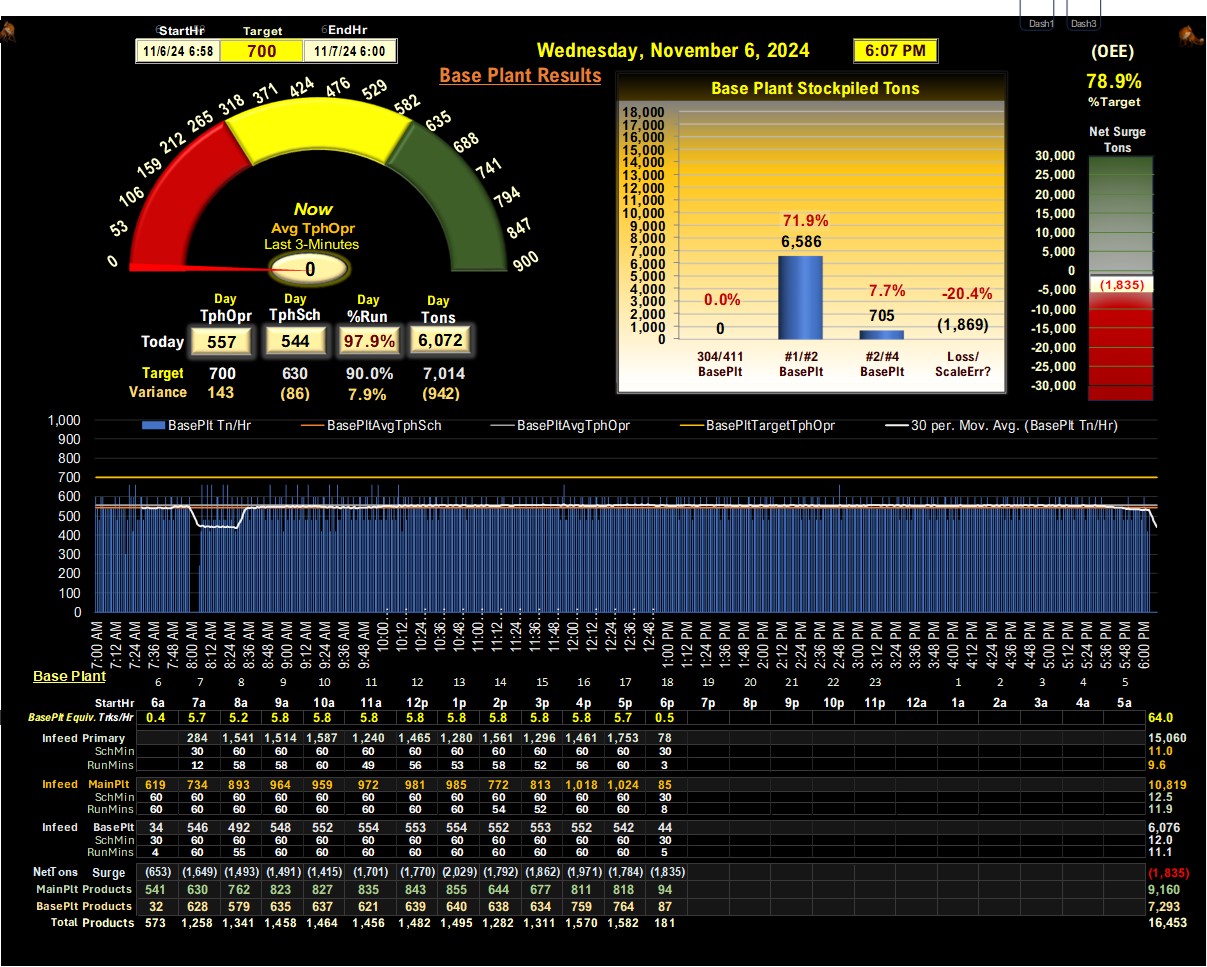 Dash1 Dash3
StartHr Target EndHr
11/6/24 6:58 700 11/7/24 6:00
Wednesday, November 6, 2024 6:07 PM
Base Plant Results
(OEE)
78.9%
%Target
0 53 106 159 212 265 318 371 424 476 529 582 635 688 741 794 847 900
Now
Avg TphOpr
Last 3-Minutes
0
Day Day Day Day
TphOpr TphSch %Run Tons
Today 557 544 97.9% 6,072
Target 700 630 90.0% 7,014
Variance 143 (86) 7.9% (942)
Base Plant Stockpiled Tons
18,000
17,000
16,000
15,000
14,000
13,000
12,000
11,000
10,000
9,000
8,000
7,000
6,000
5,000
4,000
3,000
2,000
1,000
0
0.0% 71.9% 7.7% -20.4%
0 6,586 705 (1,869)
304/411 #1/#2 #2/#4 Loss/
BasePlt BasePlt BasePlt ScaleErr?
Net Surge
Tons
30,000
25,000
20,000
15,000
10,000
5,000
0
-5,000
-10,000
-15,000
-20,000
-25,000
-30,000
(1,835)
BasePlt Tn/Hr BasePltAvgTphSch BasePltAvgTphOpr BasePltTargetTphOpr 30 per. Mov. Avg. (BasePlt Tn/Hr)
1,000
900
800
700
600
500
400
300
200
100
0
7:00 AM 7:12 AM 7:24 AM 7:36 AM 7:48 AM 8:00 AM 8:12 AM 8:24 AM 8:36 AM 8:48 AM 9:00 AM 9:12 AM 9:24 AM 9:36 AM 9:48 AM 10:00... 10:12... 10:24... 10:36... 10:48... 11:00... 11:12... 11:24... 11:36... 11:48... 12:00... 12:12... 12:24... 12:36... 12:48... 1:00 PM 1:12 PM 1:24 PM 1:36 PM 1:48 PM 2:00 PM 2:12 PM 2:24 PM 2:36 PM 2:48 PM 3:00 PM 3:12 PM 3:24 PM 3:36 PM 3:48 PM 4:00 PM 4:12 PM 4:24 PM 4:36 PM 4:48 PM 5:00 PM 5:12 PM 5:24 PM 5:36 PM 5:48 PM 6:00 PM
Base Plant
6 7 8 9 10 11 12 13 14 15 16 17 18 19 20 21 22 23 1 2 3 4 5
StartHr 6a 7a 8a 9a 10a 11a 12p 1p 2p 3p 4p 5p 6p 7p 8p 9p 10p 11p 12a 1a 2a 3a 4a 5a
BasePlt Equiv. Trks/Hr 0.4 5.7 5.2 5.8 5.8 5.8 5.8 5.8 5.8 5.8 5.8 5.7 0.5 64.0
Infeed Primary 284 1,541 1,514 1,587 1,240 1,465 1,280 1,561 1,296 1,461 1,753 78 15,060
SchMin 30 60 60 60 60 60 60 60 60 60 60 30 11.0
RunMins 12 58 58 60 49 56 53 58 52 56 60 3 9.6
Infeed MainPlt 619 734 893 964 959 972 981 985 772 813 1,018 1,024 85 10,819
SchMin 60 60 60 60 60 60 60 60 60 60 60 60 30 12.5
RunMins 60 60 60 60 60 60 60 60 54 52 60 60 8 11.9
Infeed BasePlt 34 546 492 548 552 554 553 554 552 553 552 542 44 6,076
SchMin 30 60 60 60 60 60 60 60 60 60 60 60 30 12.0
RunMins 4 60 55 60 60 60 60 60 60 60 60 60 5 11.1
NetTons Surge (653) (1,649) (1,493) (1,491) (1,415) (1,701) (1,770) (2,029) (1,792) (1,862) (1,971) (1,784) (1,835) (1,835)
MainPlt Products 541 630 762 823 827 835 843 855 644 677 811 818 94 9,160
BasePlt Products 32 628 579 635 637 621 639 640 638 634 759 764 87 7,293
Total Products 573 1,258 1,341 1,458 1,464 1,456 1,482 1,495 1,282 1,311 1,570 1,582 181 16,453